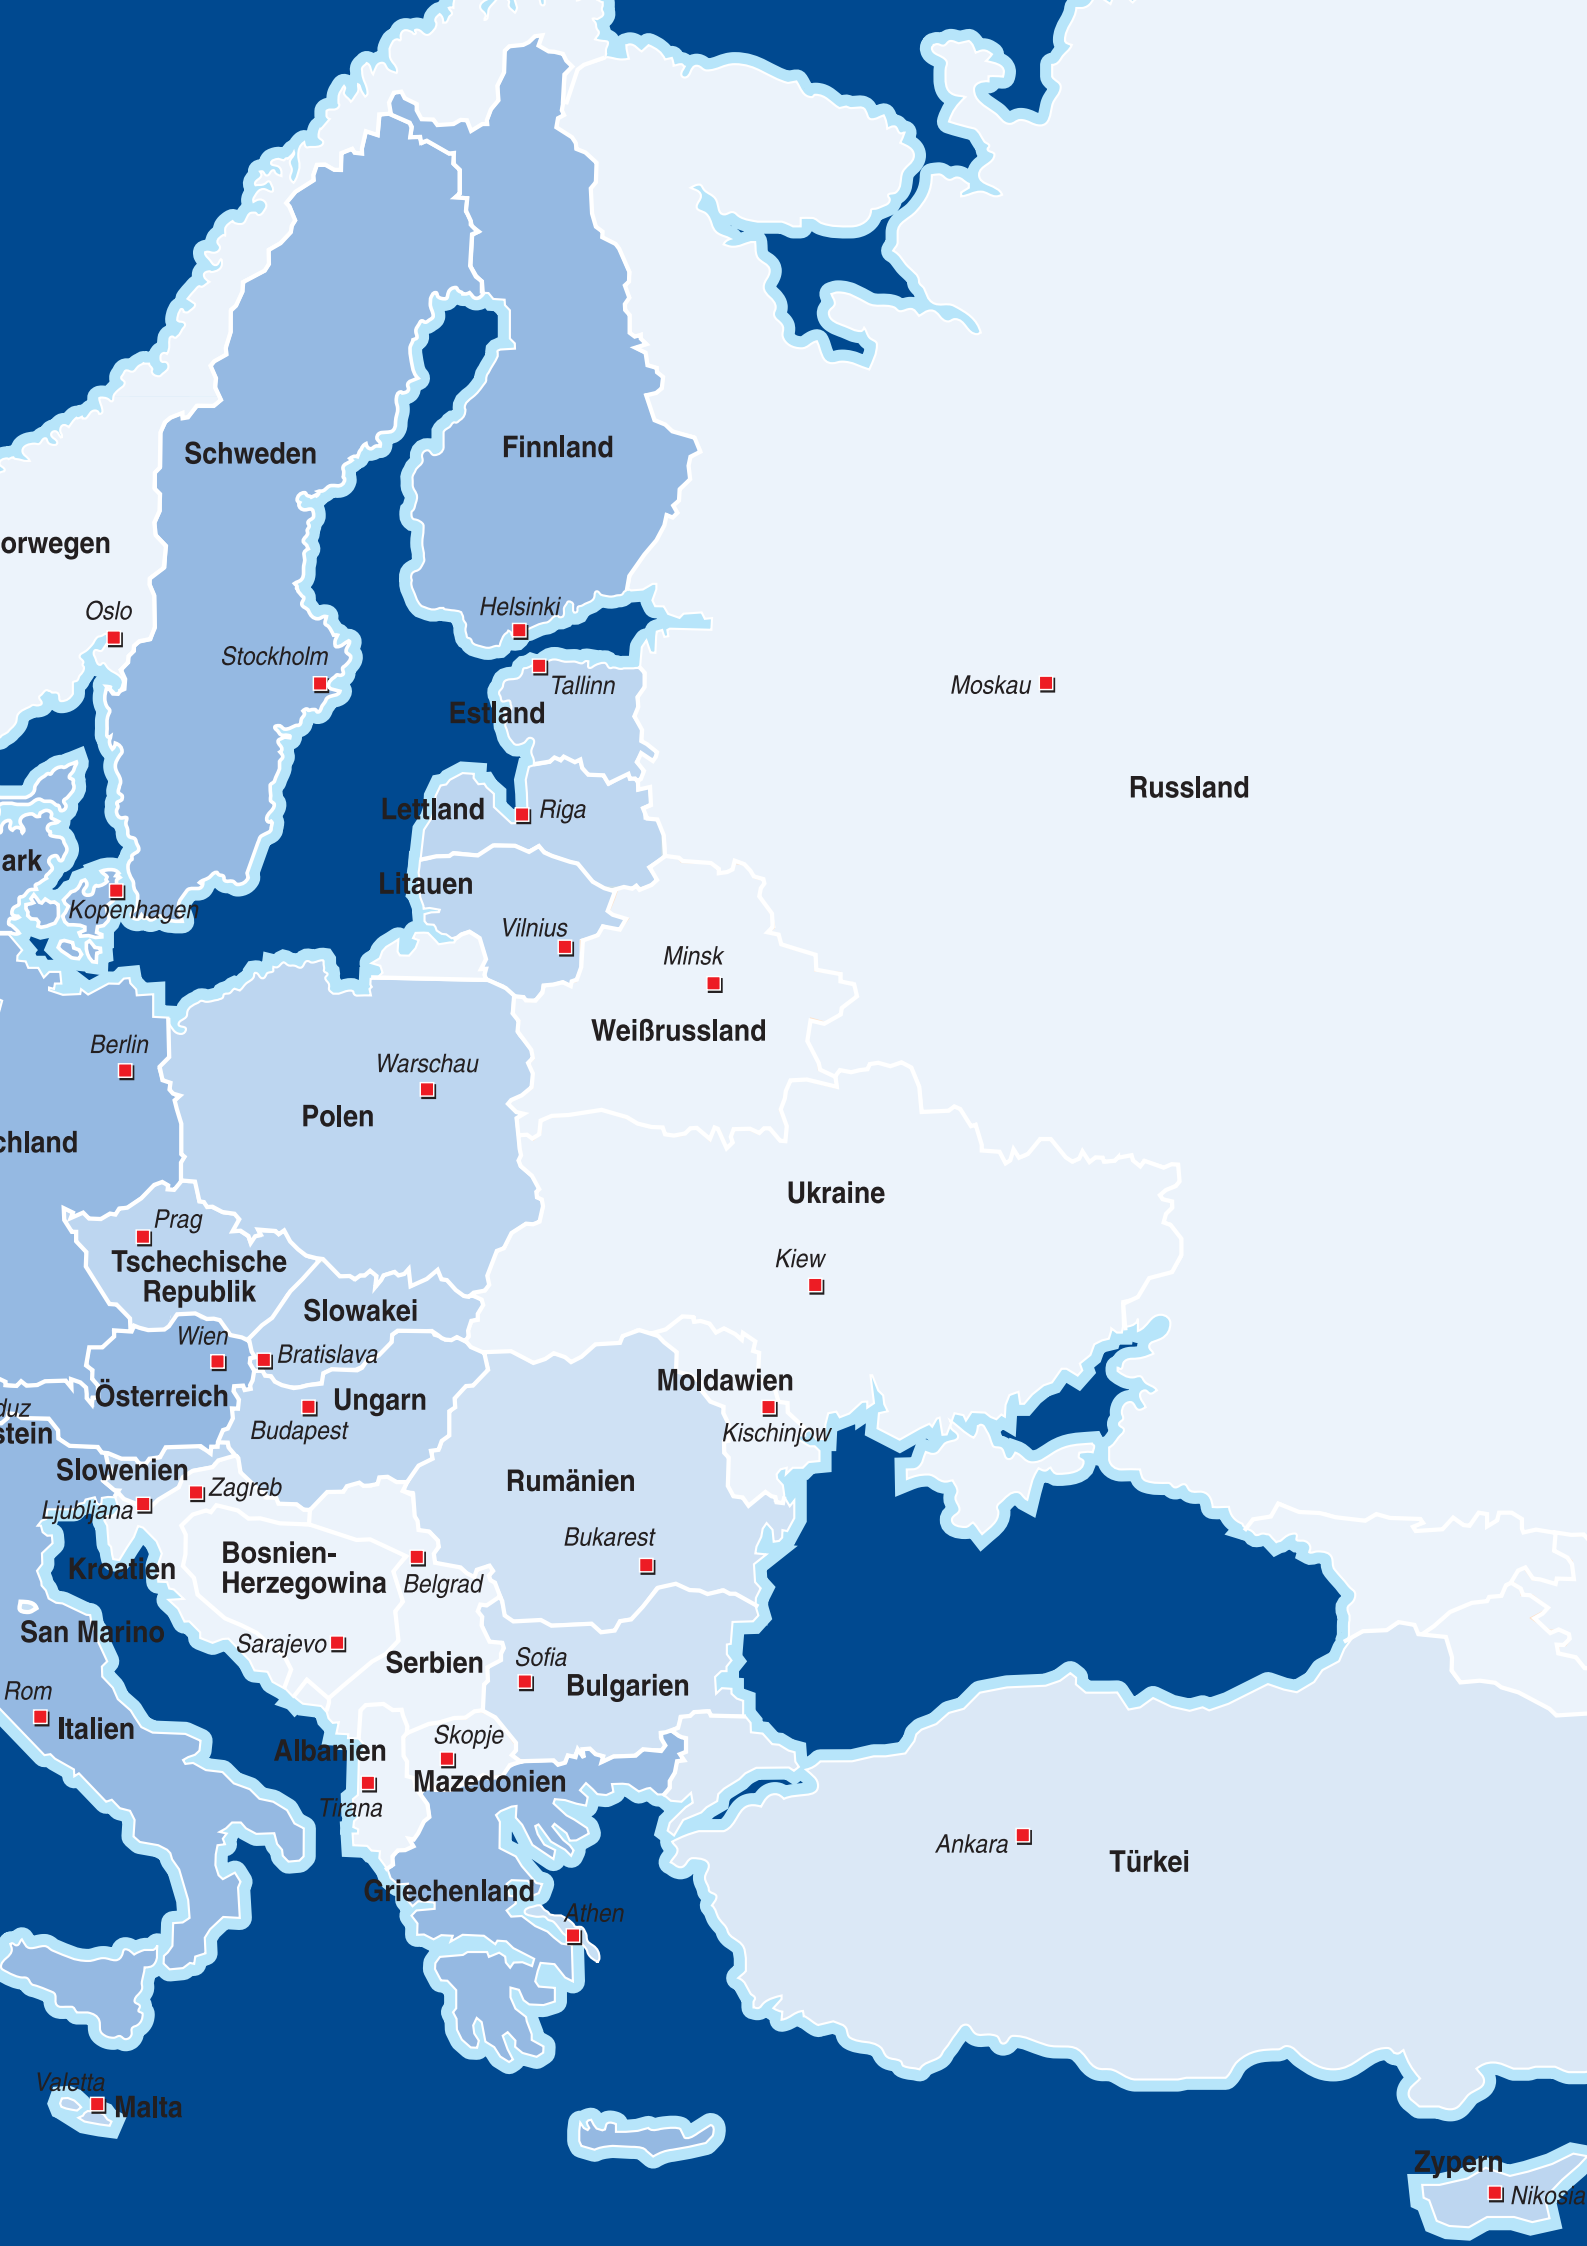 Schweden
Finnland
orwegen
Oslo
Helsinki
Stockholm
Tallinn
Moskau
Estland
Russland
Lettland
Riga
ark
Litauen
Kopenhagen
Vilnius
Minsk
Weißrussland
Berlin
Warschau
Polen
chland
Ukraine
Prag
Kiew
Tschechische
Republik
Slowakei
Wien
Bratislava
Moldawien
Österreich
Ungarn
duz
Budapest
stein
Kischinjow
Slowenien
Zagreb
Rumänien
Ljubljana
Bukarest
Bosnien-
Herzegowina
Kroatien
Belgrad
San Marino
Sarajevo
Serbien
Sofia
Bulgarien
Rom
Italien
Skopje
Albanien
Mazedonien
Tirana
Ankara
Türkei
Griechenland
Athen
Valetta
Malta
Zypern
Nikosia